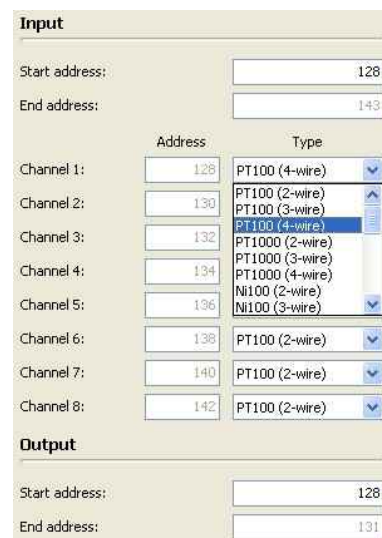 Input
Start address: 128
End address: 143
Address Type
Channel 1: 128 PT100 (4-wire)
PT100 (2-wire)
Channel 2: 130 PT100 (3-wire)
PT100 (4-wire)
Channel 3: 132 PT1000 (2-wire)
PT1000 (3-wire)
Channel 4: 134 PT1000 (4-wire)
Ni100 (2-wire)
Channel 5: 136 Ni100 (3-wire)
Channel 6: 138 PT100 (2-wire)
Channel 7: 140 PT100 (2-wire)
Channel 8: 142 PT100 (2-wire)
Output
Start address: 128
End address: 131